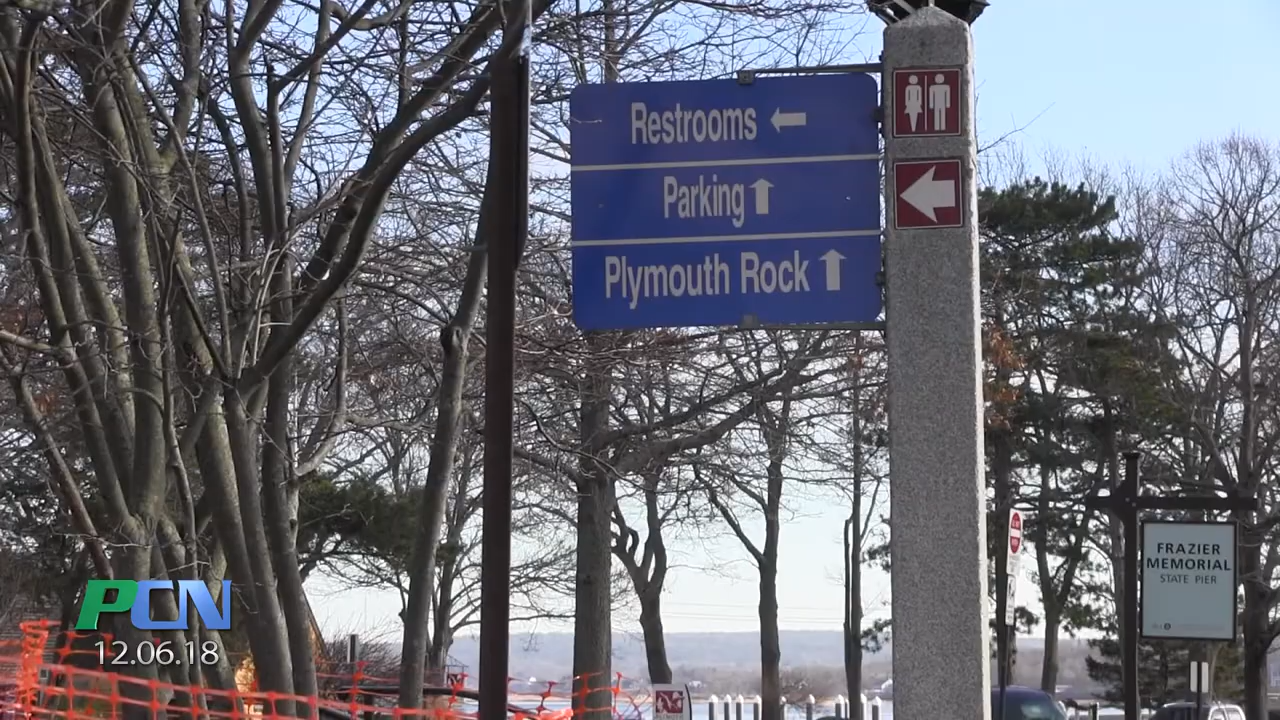 Restrooms ←
Parking ↑
Plymouth Rock ↑
FRAZIER
MEMORIAL
STATE PIER
PCN
12.06.18